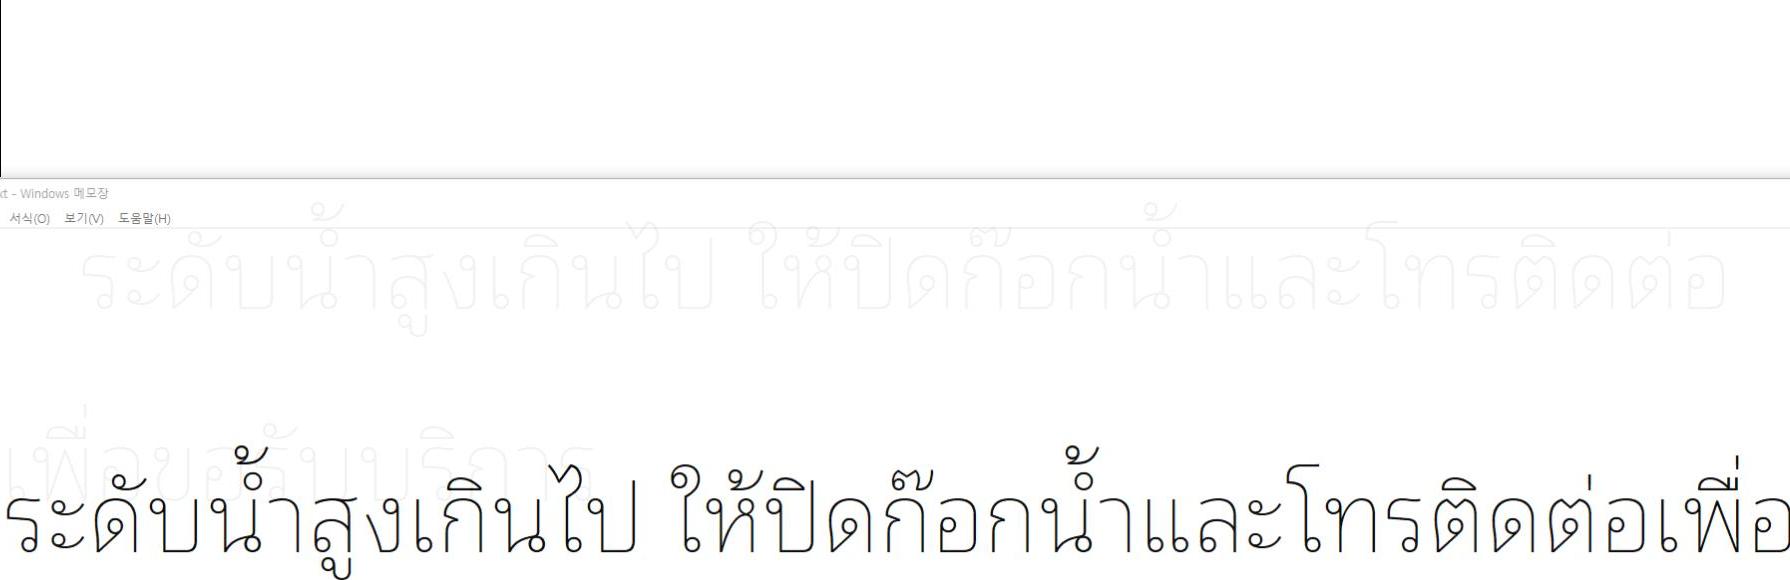 xt - Windows 메모장
서식(O) 보기(V) 도움말(H)
ระดับน้ำสูงเกินไป ให้ปิดก๊อกน้ำและโทรติดต่อ
เพื่อขอรับบริการ
ระดับน้ำสูงเกินไป ให้ปิดก๊อกน้ำและโทรติดต่อเพื่อ